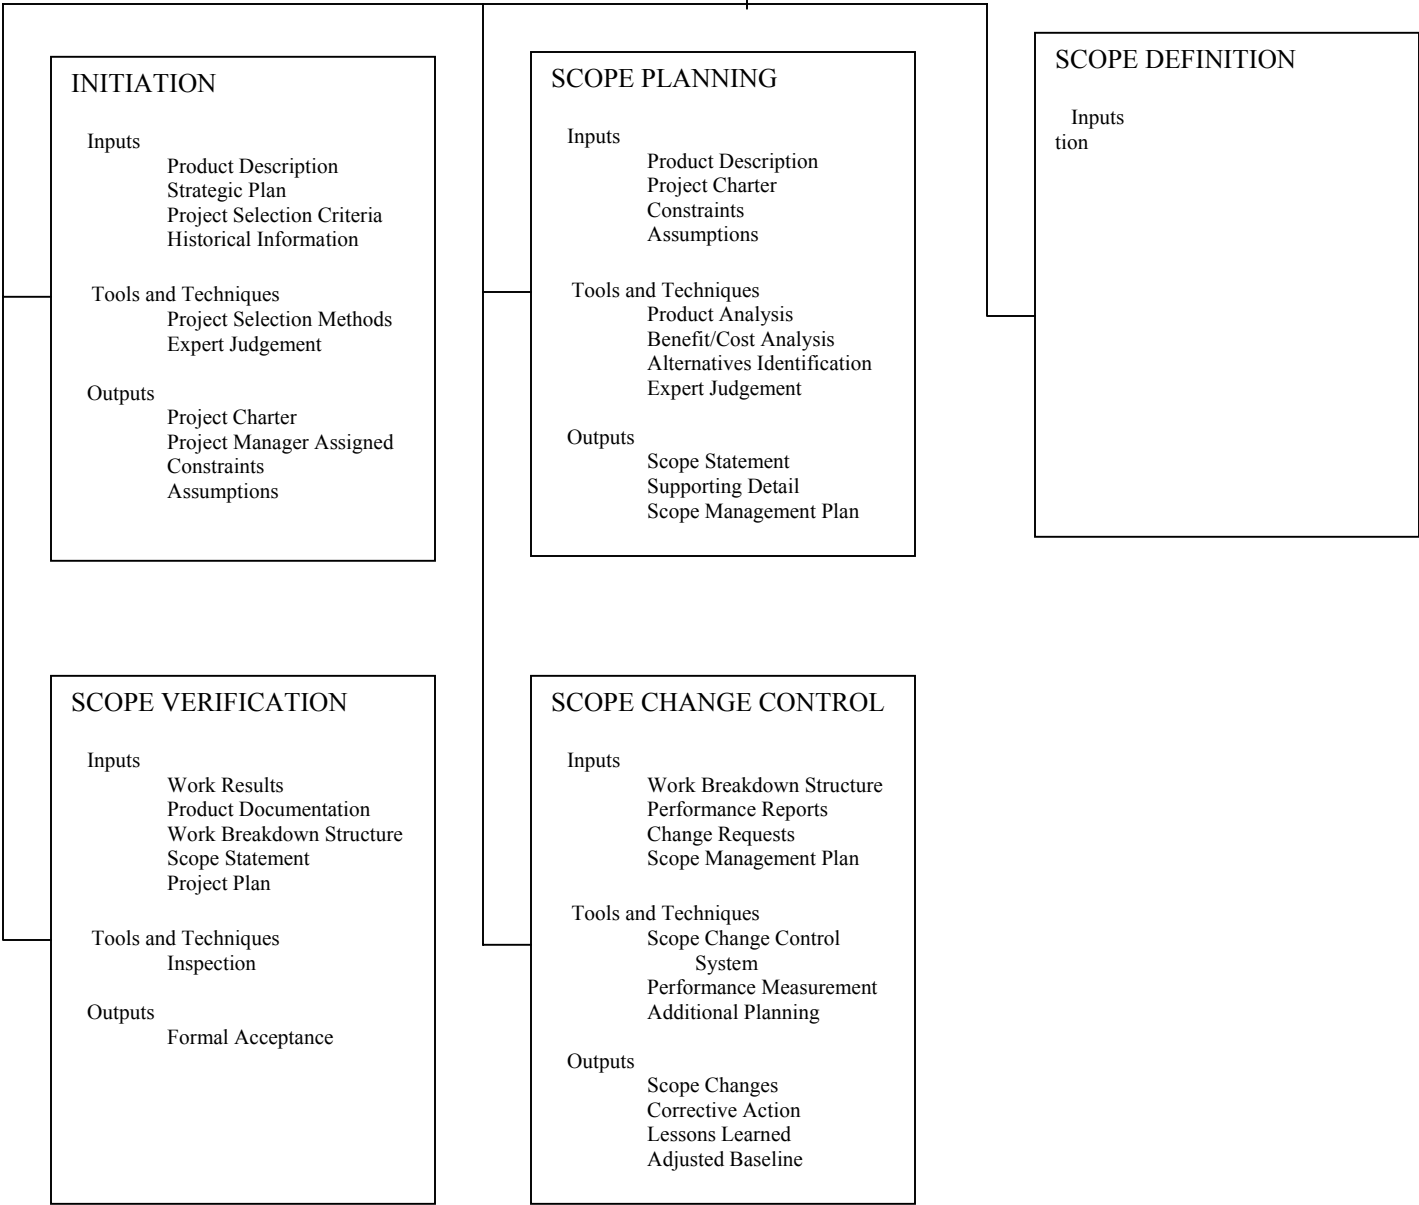 INITIATION
Inputs
Product Description
Strategic Plan
Project Selection Criteria
Historical Information
Tools and Techniques
Project Selection Methods
Expert Judgement
Outputs
Project Charter
Project Manager Assigned
Constraints
Assumptions
SCOPE PLANNING
Inputs
Product Description
Project Charter
Constraints
Assumptions
Tools and Techniques
Product Analysis
Benefit/Cost Analysis
Alternatives Identification
Expert Judgement
Outputs
Scope Statement
Supporting Detail
Scope Management Plan
SCOPE DEFINITION
Inputs
tion
SCOPE VERIFICATION
Inputs
Work Results
Product Documentation
Work Breakdown Structure
Scope Statement
Project Plan
Tools and Techniques
Inspection
Outputs
Formal Acceptance
SCOPE CHANGE CONTROL
Inputs
Work Breakdown Structure
Performance Reports
Change Requests
Scope Management Plan
Tools and Techniques
Scope Change Control
System
Performance Measurement
Additional Planning
Outputs
Scope Changes
Corrective Action
Lessons Learned
Adjusted Baseline